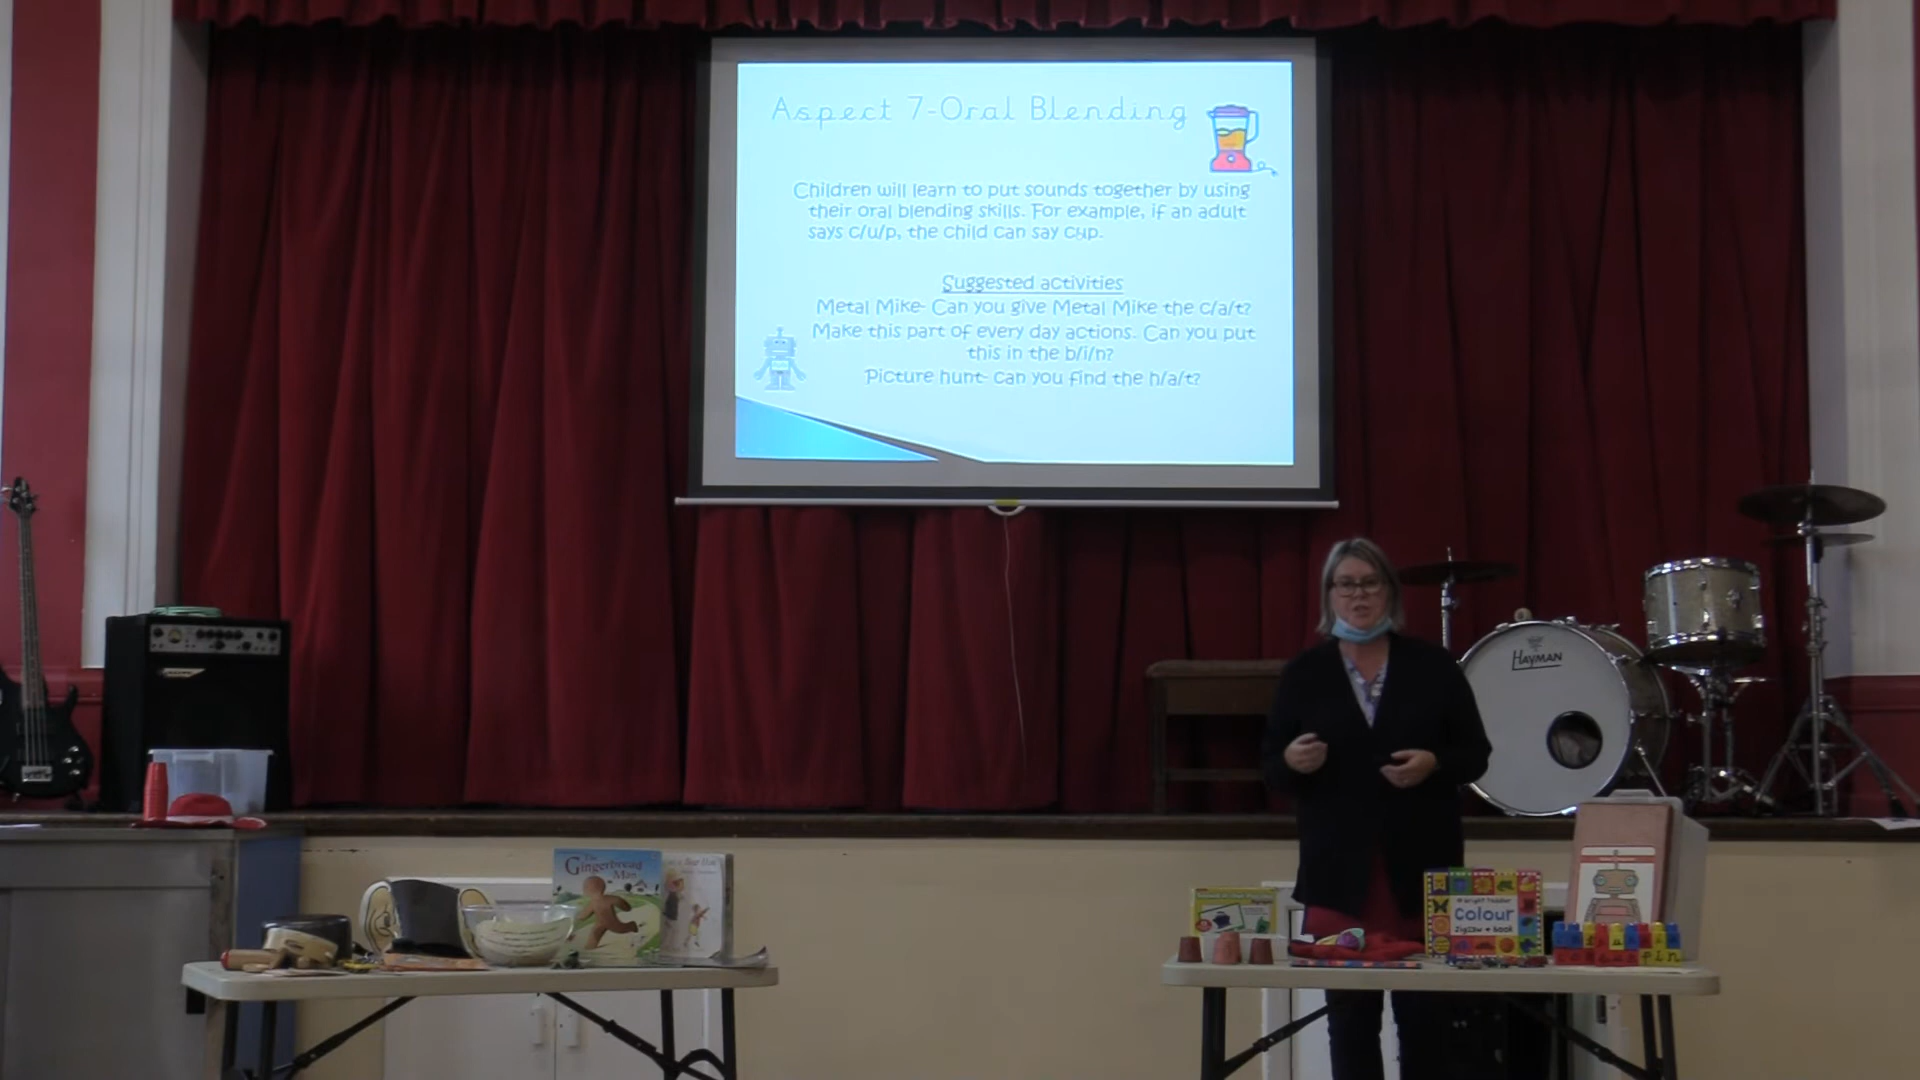 Aspect 7-Oral Blending
Children will learn to put sounds together by using
their oral blending skills. For example, if an adult
says c/u/p, the child can say cup.
Suggested activities
Metal Mike- Can you give Metal Mike the c/a/t?
Make this part of every day actions. Can you put
this in the b/i/n?
Picture hunt- can you find the h/a/t?
HAYMAN
The
Gingerbread
Man
Colour
jigsaw & book